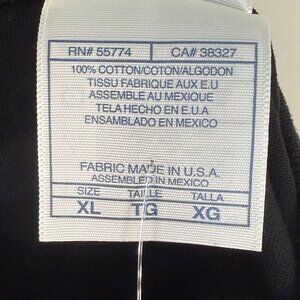 RN# 55774 CA# 38327
100% COTTON/COTON/ALGODON
TISSU FABRIQUE AUX E.U
ASSEMBLE AU MEXIQUE
TELA HECHO EN E.U.A
ENSAMBLADO EN MEXICO
FABRIC MADE IN U.S.A.
ASSEMBLED IN MEXICO
SIZE TAILLE TALLA
XL TG XG